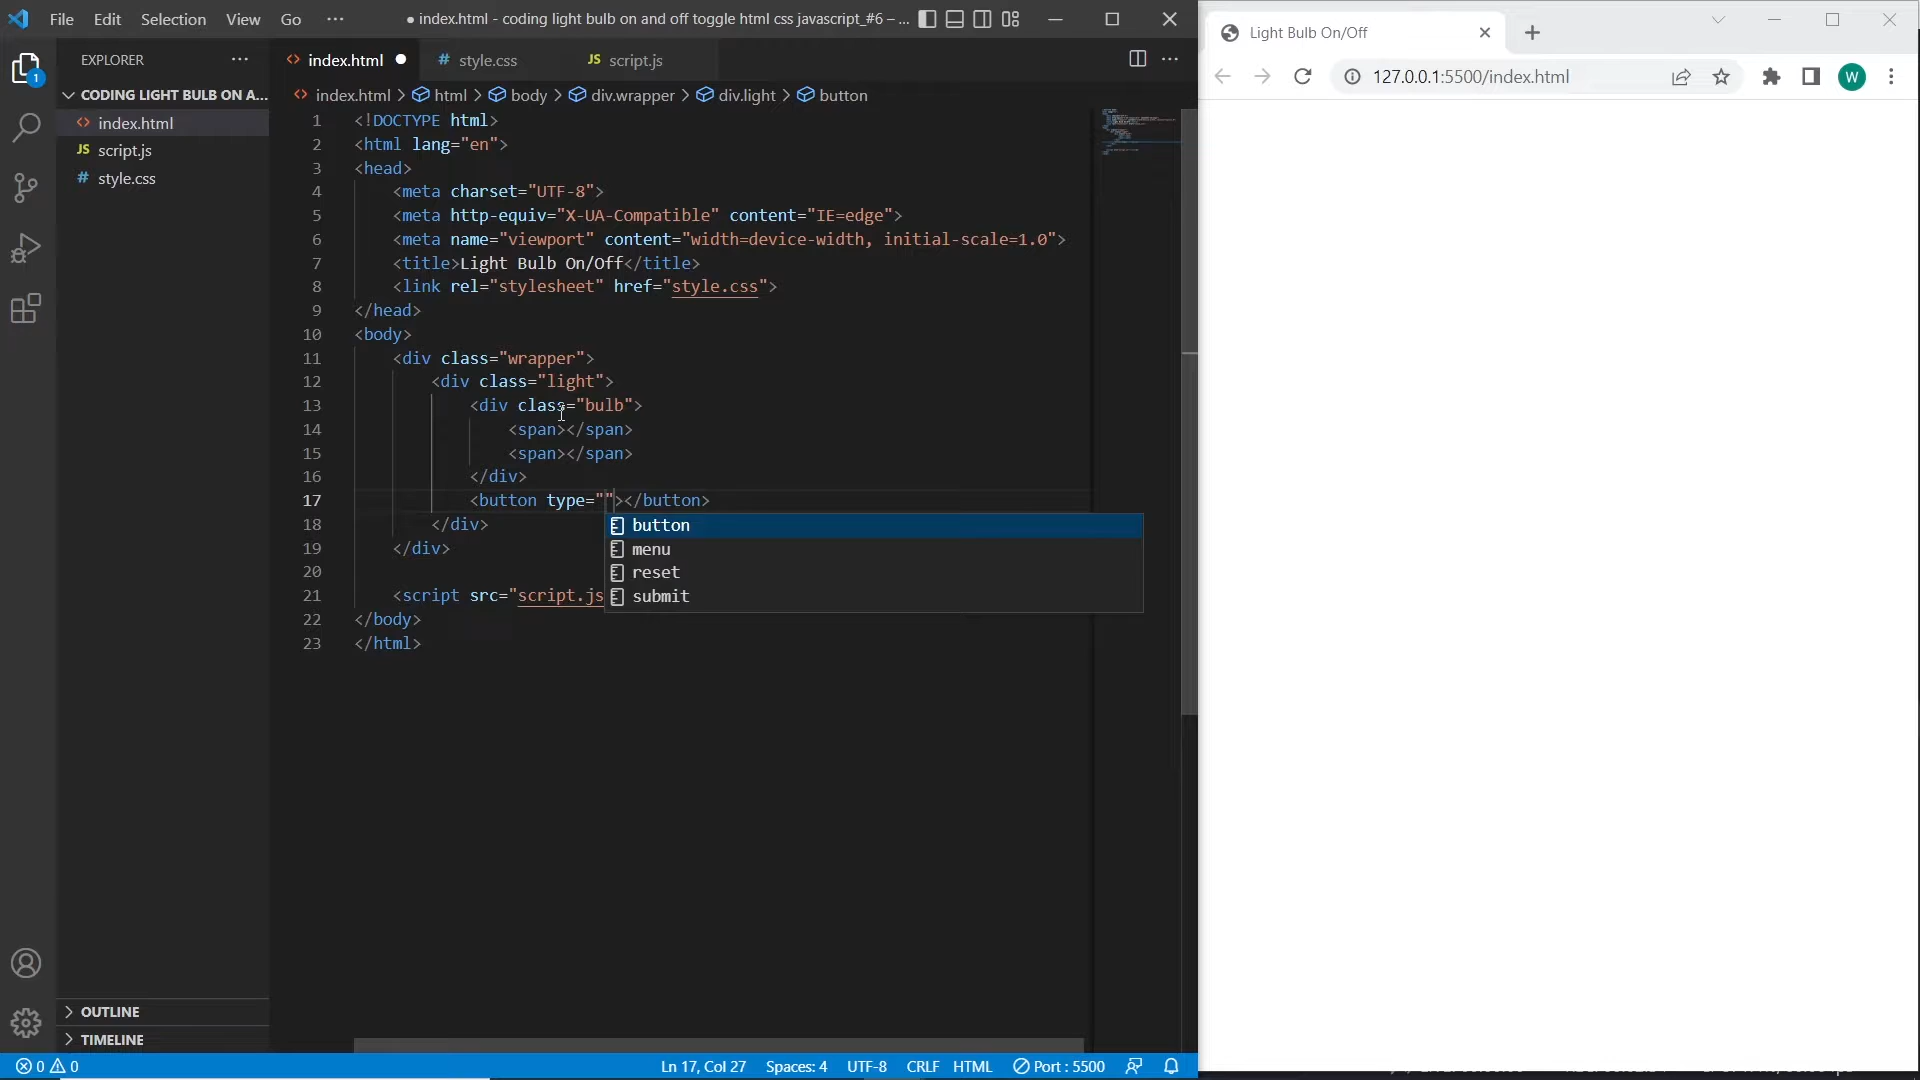 File Edit Selection View Go ··· ● index.html - coding light bulb on and off toggle html css javascript_#6 – ...
EXPLORER ···
1
CODING LIGHT BULB ON A...
index.html
JS script.js
# style.css
OUTLINE
TIMELINE
index.html ●
# style.css
JS script.js
index.html > html > body > div.wrapper > div.light > button
1 <!DOCTYPE html>
2 <html lang="en">
3 <head>
4 <meta charset="UTF-8">
5 <meta http-equiv="X-UA-Compatible" content="IE=edge">
6 <meta name="viewport" content="width=device-width, initial-scale=1.0">
7 <title>Light Bulb On/Off</title>
8 <link rel="stylesheet" href="style.css">
9 </head>
10 <body>
11 <div class="wrapper">
12 <div class="light">
13 <div class="bulb">
14 <span></span>
15 <span></span>
16 </div>
17 <button type=""></button>
18 </div>
19 </div>
20
21 <script src="script.js
22 </body>
23 </html>
button
menu
reset
submit
0 0 Ln 17, Col 27 Spaces: 4 UTF-8 CRLF HTML Port : 5500
Light Bulb On/Off
127.0.0.1:5500/index.html
W